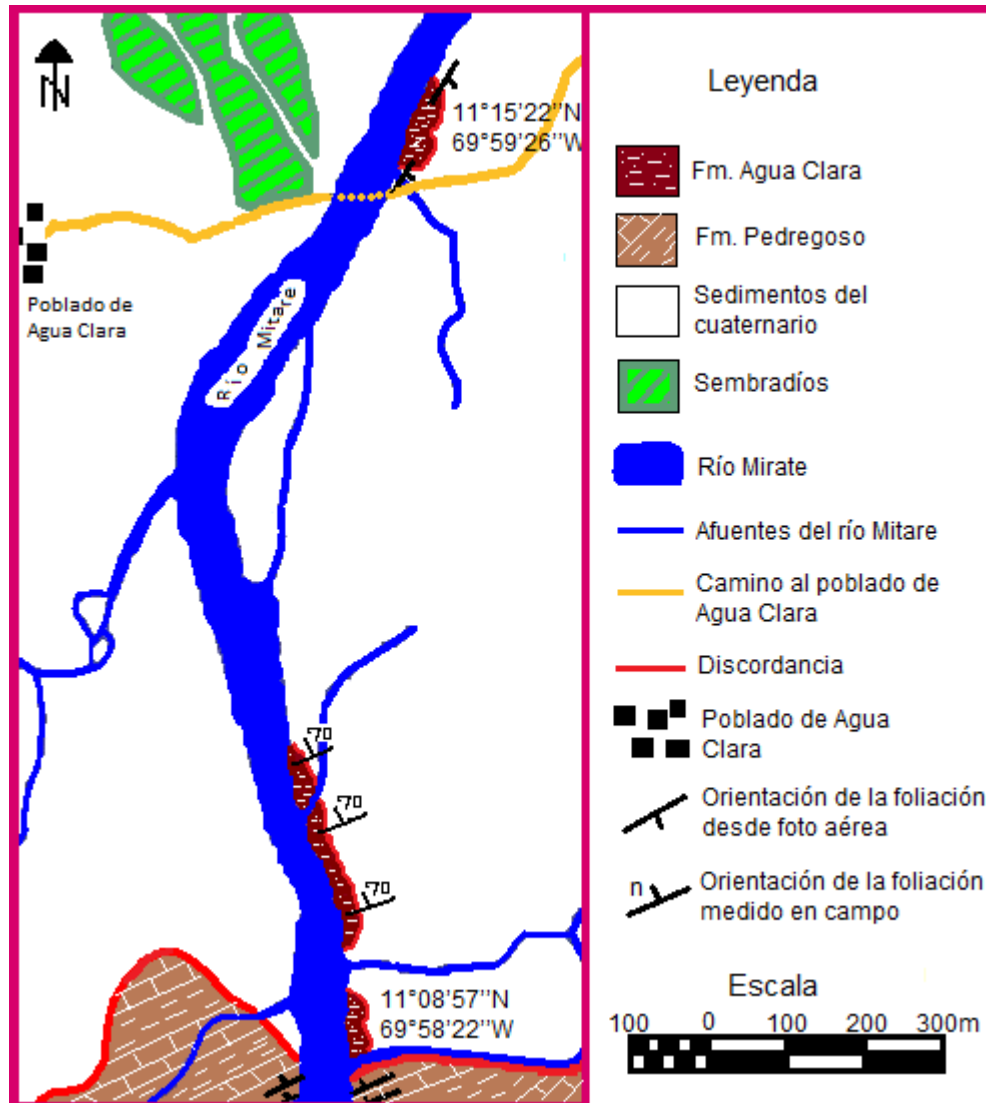 N
11°15'22''N
69°59'26''W
Poblado de
Agua Clara
Río Mitare
70
70
70
11°08'57''N
69°58'22''W
Leyenda
Fm. Agua Clara
Fm. Pedregoso
Sedimentos del
cuaternario
Sembradíos
Río Mirate
Afuentes del río Mitare
Camino al poblado de
Agua Clara
Discordancia
Poblado de Agua
Clara
Orientación de la foliación
desde foto aérea
n
Orientación de la foliación
medido en campo
Escala
100 0 100 200 300m